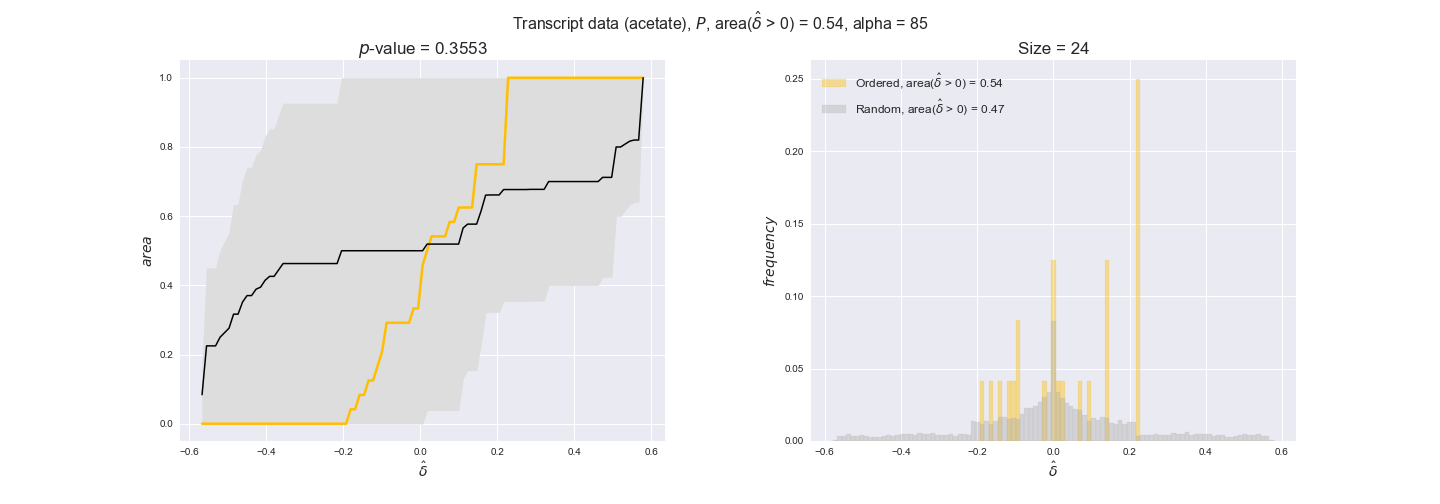 Transcript data (acetate), P, area(δ̂ > 0) = 0.54, alpha = 85
p-value = 0.3553
1.0
0.8
0.6
0.4
0.2
0.0
area
−0.6 −0.4 −0.2 0.0 0.2 0.4 0.6
δ̂
Size = 24
Ordered, area(δ̂ > 0) = 0.54
Random, area(δ̂ > 0) = 0.47
0.25
0.20
0.15
0.10
0.05
0.00
frequency
−0.6 −0.4 −0.2 0.0 0.2 0.4 0.6
δ̂